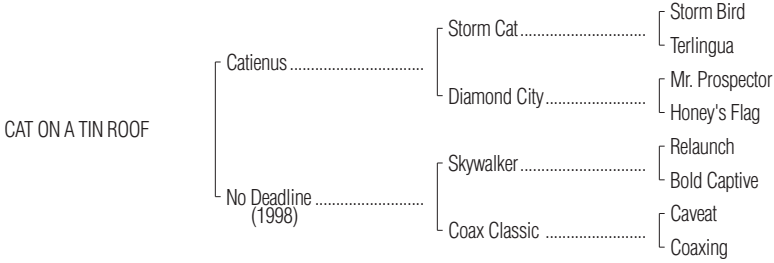 Storm Bird
Storm Cat..............................
Terlingua
Catienus................................
Mr. Prospector
Diamond City........................
Honey's Flag
CAT ON A TIN ROOF
Relaunch
Skywalker..............................
Bold Captive
No Deadline ..........................
(1998)
Caveat
Coax Classic ........................
Coaxing